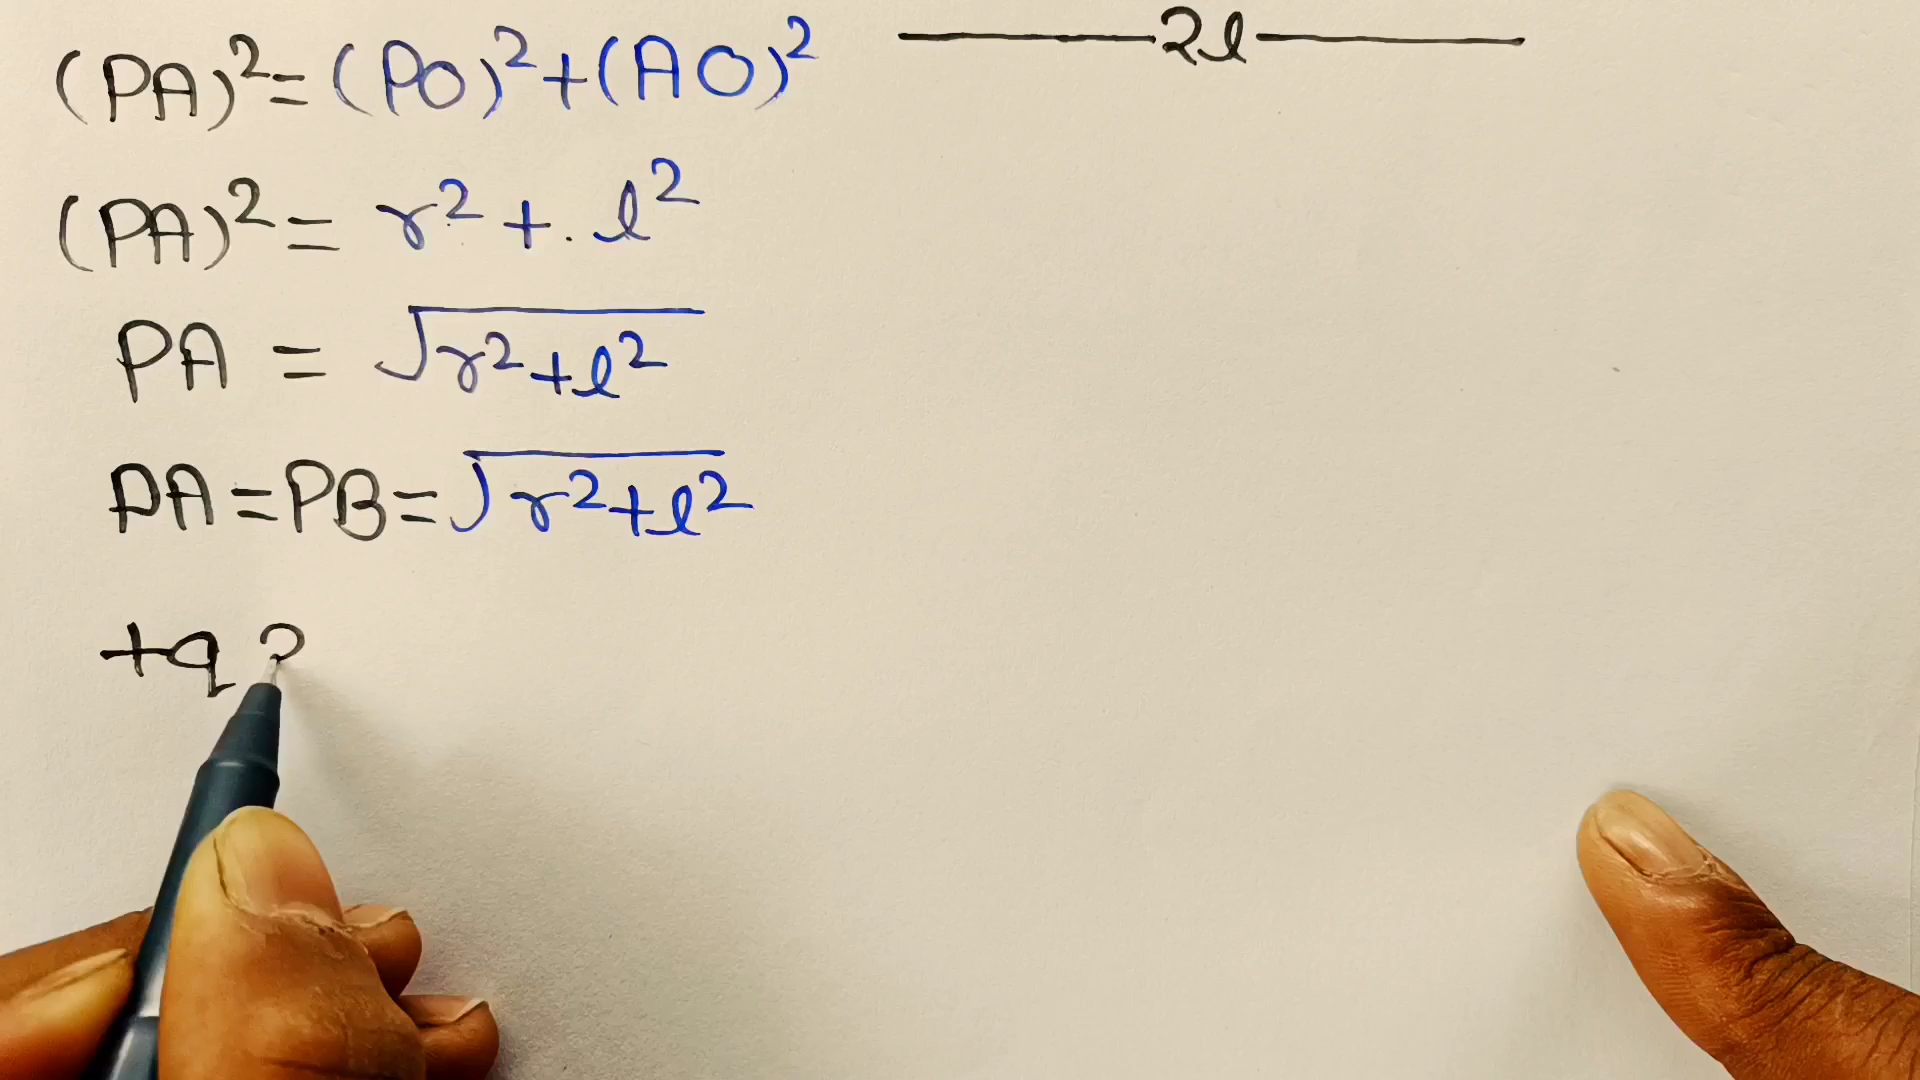 (PA)² = (PO)² + (AO)²
2l
(PA)² = r² + l²
PA = √r² + l²
PA = PB = √r² + l²
+q